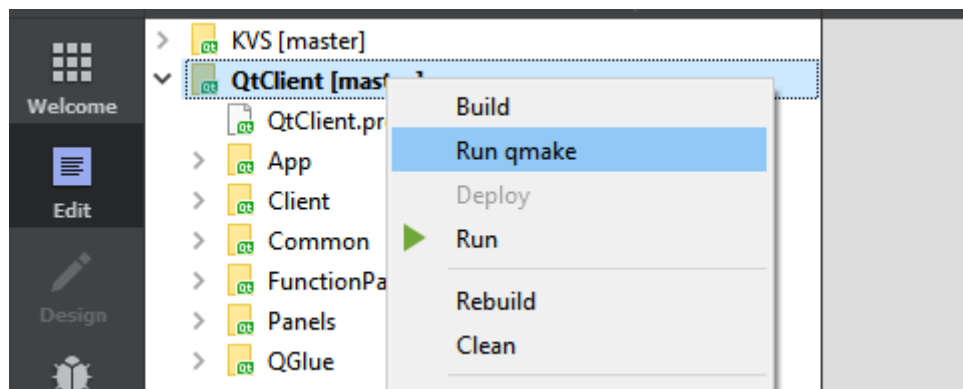 Welcome
Edit
Design
KVS [master]
QtClient [mast
QtClient.pr
App
Client
Common
FunctionPa
Panels
QGlue
Build
Run qmake
Deploy
Run
Rebuild
Clean